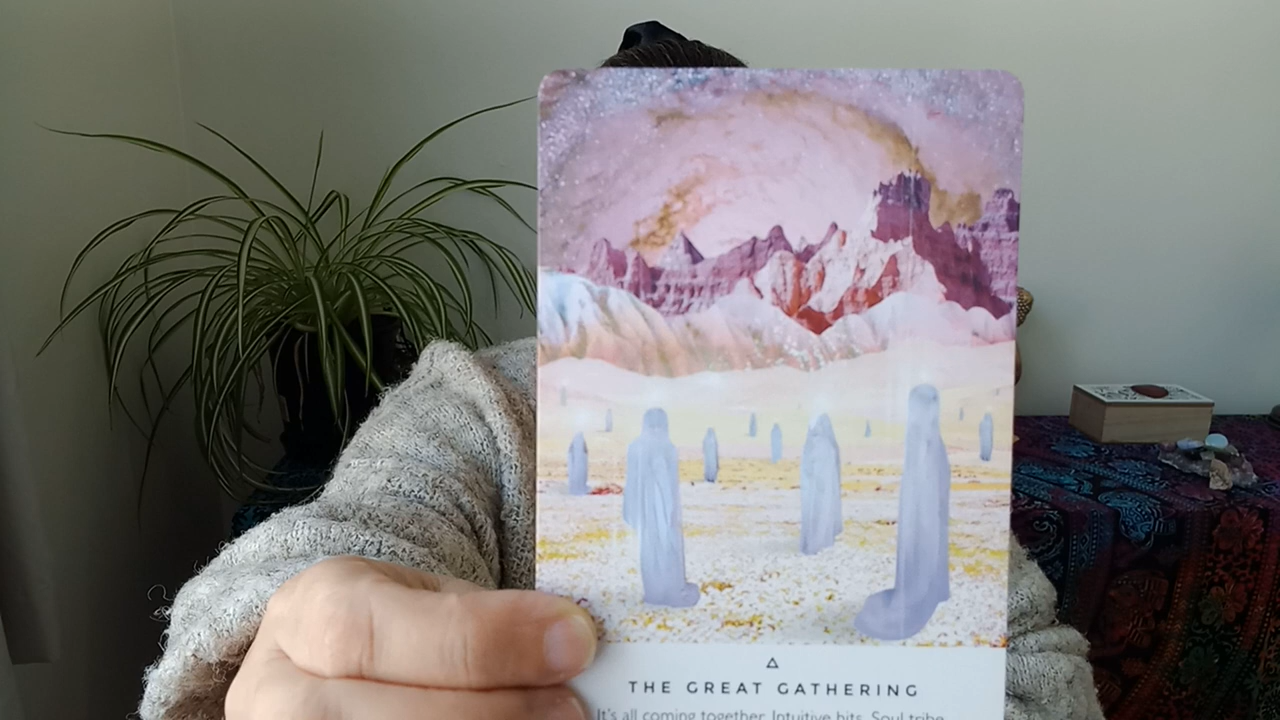 THE GREAT GATHERING
It's all coming together. Intuitive hits. Soul tribe.